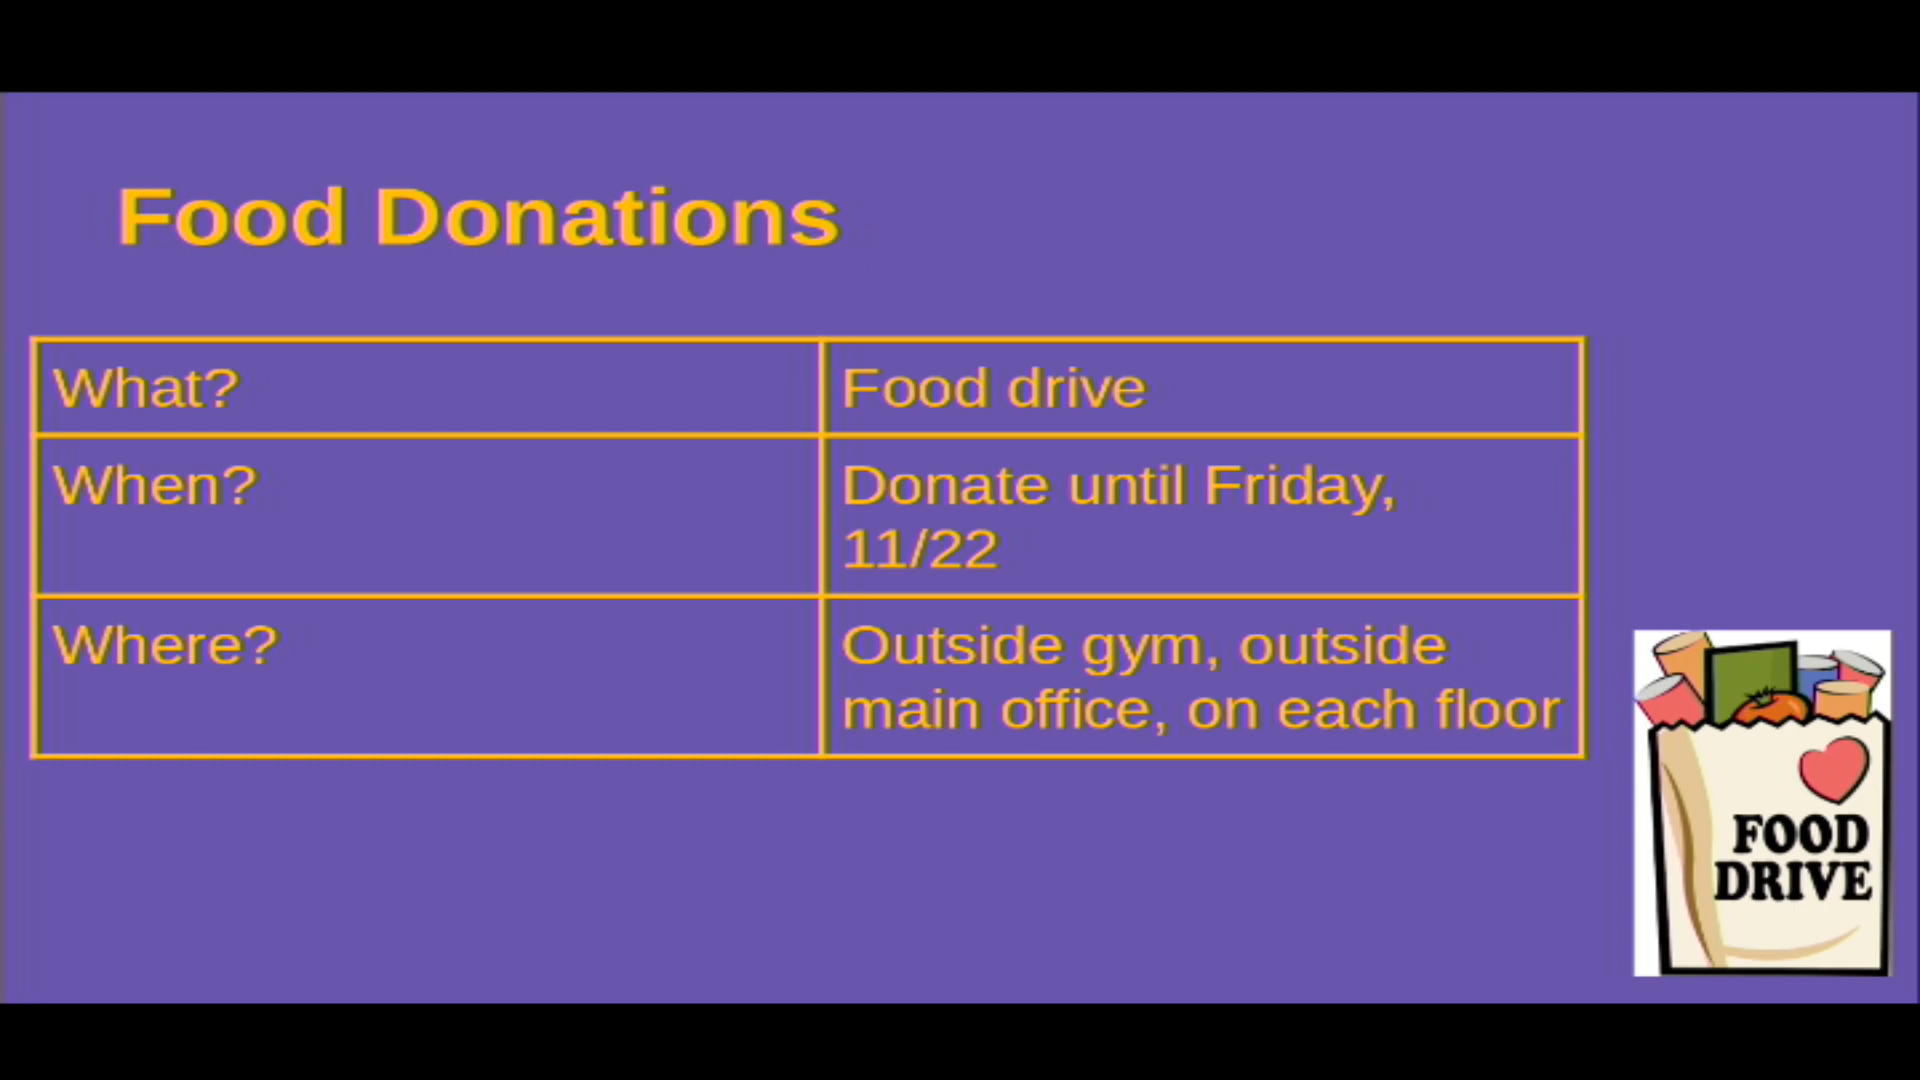 Food Donations
What?
Food drive
When?
Donate until Friday,
11/22
Where?
Outside gym, outside
main office, on each floor
FOOD
DRIVE